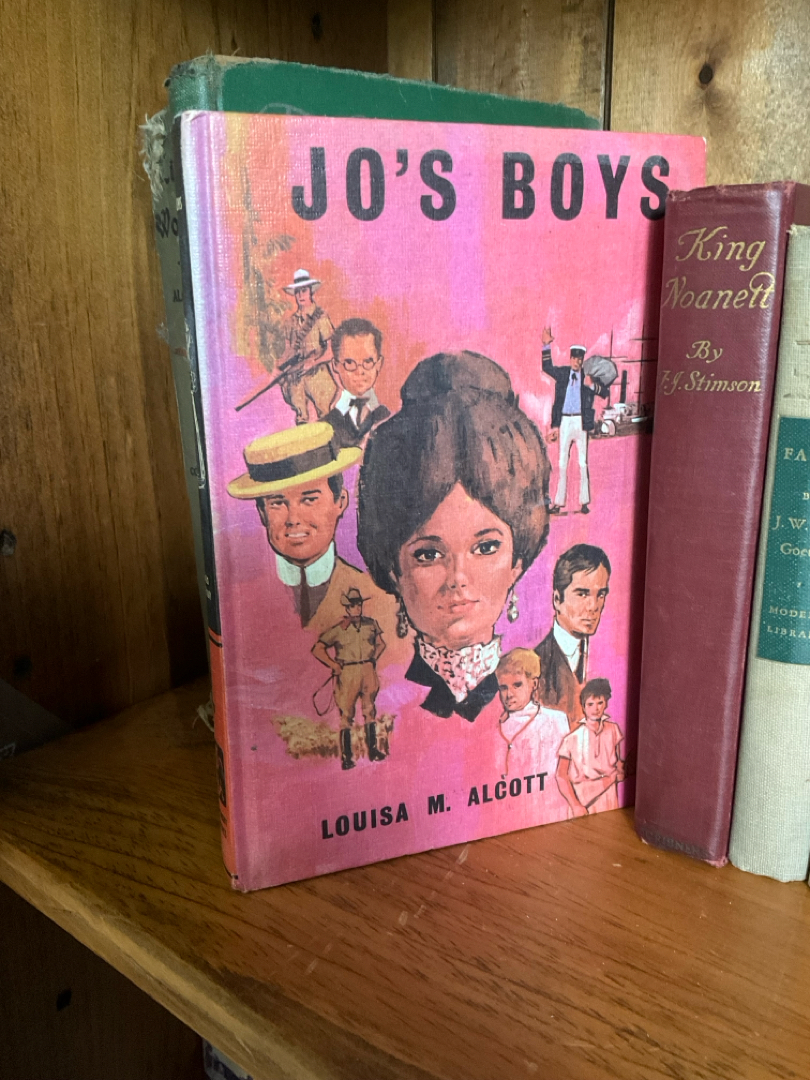 JO'S BOYS
LOUISA M. ALCOTT
King
Noanett
By
F.J. Stimson
FA
J. W.
Goe
MODE
LIBRA